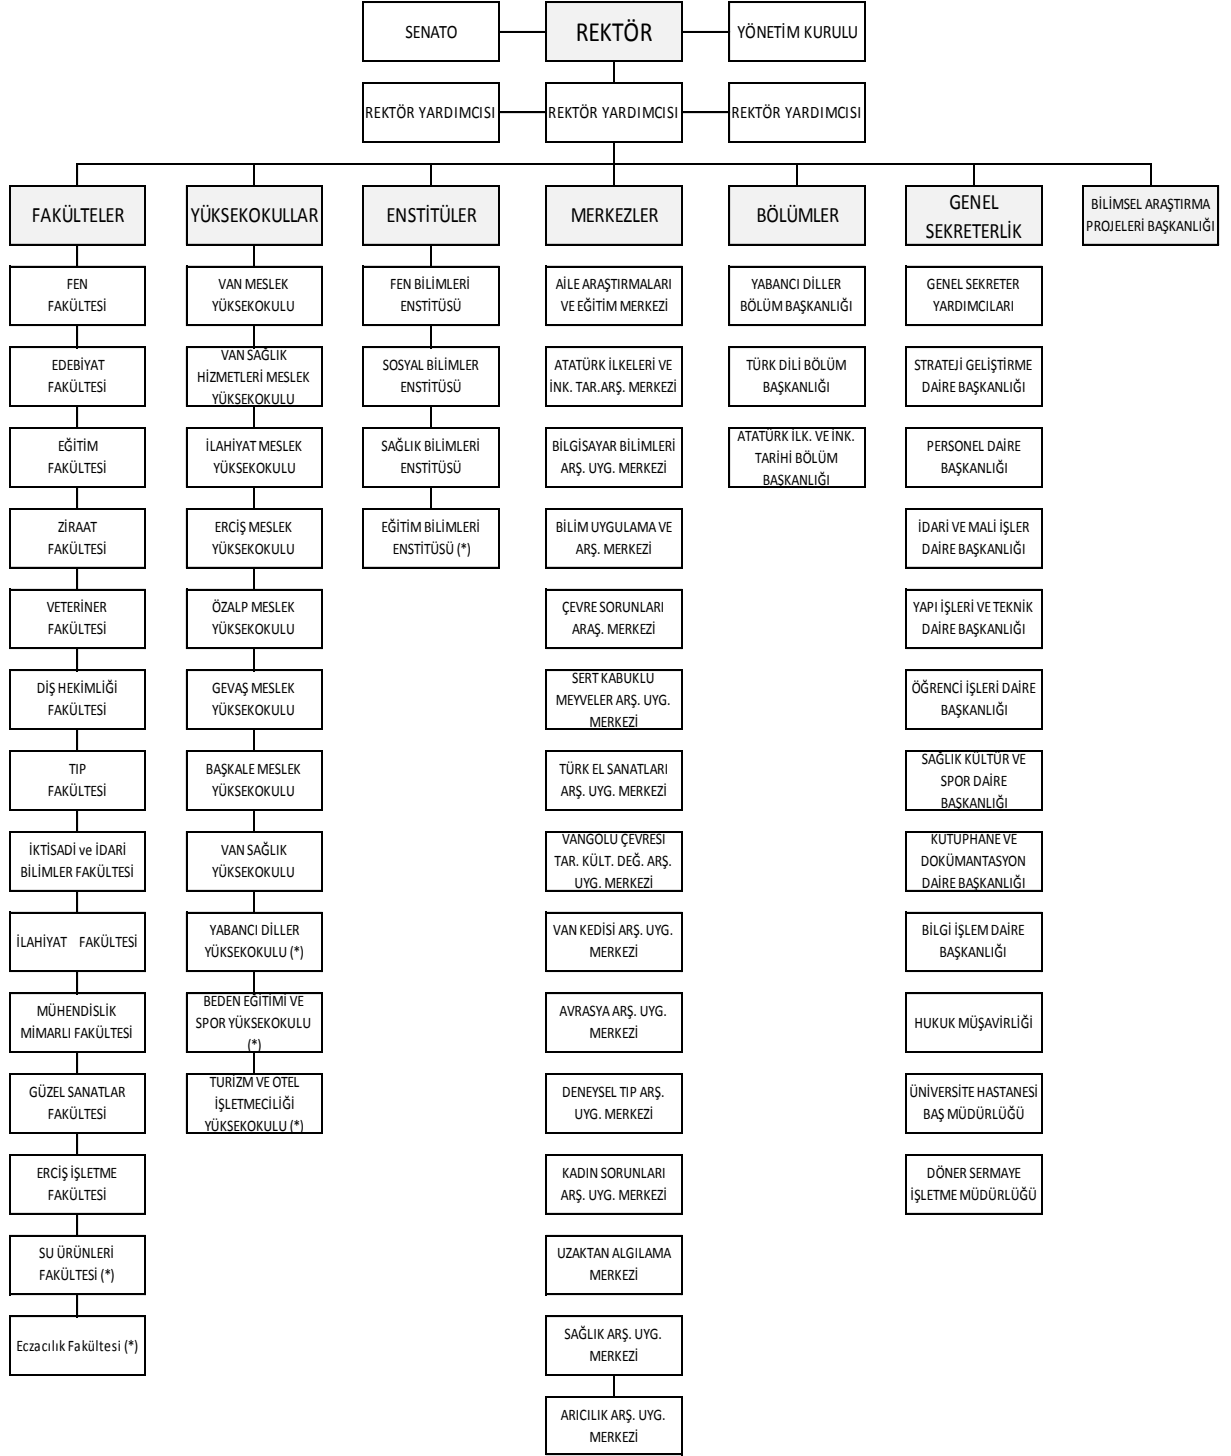 SENATO
REKTÖR
YÖNETİM KURULU
REKTÖR YARDIMCISI
REKTÖR YARDIMCISI
REKTÖR YARDIMCISI
FAKÜLTELER
FEN
FAKÜLTESİ
EDEBİYAT
FAKÜLTESİ
EĞİTİM
FAKÜLTESİ
ZİRAAT
FAKÜLTESİ
VETERİNER
FAKÜLTESİ
DİŞ HEKİMLİĞİ
FAKÜLTESİ
TIP
FAKÜLTESİ
İKTİSADİ ve İDARİ
BİLİMLER FAKÜLTESİ
İLAHİYAT FAKÜLTESİ
MÜHENDİSLİK
MİMARLI FAKÜLTESİ
GÜZEL SANATLAR
FAKÜLTESİ
ERCİŞ İŞLETME
FAKÜLTESİ
SU ÜRÜNLERİ
FAKÜLTESİ (*)
Eczacılık Fakültesi (*)
YÜKSEKOKULLAR
VAN MESLEK
YÜKSEKOKULU
VAN SAĞLIK
HİZMETLERİ MESLEK
YÜKSEKOKULU
İLAHİYAT MESLEK
YÜKSEKOKULU
ERCİŞ MESLEK
YÜKSEKOKULU
ÖZALP MESLEK
YÜKSEKOKULU
GEVAŞ MESLEK
YÜKSEKOKULU
BAŞKALE MESLEK
YÜKSEKOKULU
VAN SAĞLIK
YÜKSEKOKULU
YABANCI DİLLER
YÜKSEKOKULU (*)
BEDEN EĞİTİMİ VE
SPOR YÜKSEKOKULU
(*)
TURİZM VE OTEL
İŞLETMECİLİĞİ
YÜKSEKOKULU (*)
ENSTİTÜLER
FEN BİLİMLERİ
ENSTİTÜSÜ
SOSYAL BİLİMLER
ENSTİTÜSÜ
SAĞLIK BİLİMLERİ
ENSTİTÜSÜ
EĞİTİM BİLİMLERİ
ENSTİTÜSÜ (*)
MERKEZLER
AİLE ARAŞTIRMALARI
VE EĞİTİM MERKEZİ
ATATÜRK İLKELERİ VE
İNK. TAR.ARŞ. MERKEZİ
BİLGİSAYAR BİLİMLERİ
ARŞ. UYG. MERKEZİ
BİLİM UYGULAMA VE
ARŞ. MERKEZİ
ÇEVRE SORUNLARI
ARAŞ. MERKEZİ
SERT KABUKLU
MEYVELER ARŞ. UYG.
MERKEZİ
TÜRK EL SANATLARI
ARŞ. UYG. MERKEZİ
VANGÖLÜ ÇEVRESİ
TAR. KÜLT. DEĞ. ARŞ.
UYG. MERKEZİ
VAN KEDİSİ ARŞ. UYG.
MERKEZİ
AVRASYA ARŞ. UYG.
MERKEZİ
DENEYSEL TIP ARŞ.
UYG. MERKEZİ
KADIN SORUNLARI
ARŞ. UYG. MERKEZİ
UZAKTAN ALGILAMA
MERKEZİ
SAĞLIK ARŞ. UYG.
MERKEZİ
ARICILIK ARŞ. UYG.
MERKEZİ
BÖLÜMLER
YABANCI DİLLER
BÖLÜM BAŞKANLIĞI
TÜRK DİLİ BÖLÜM
BAŞKANLIĞI
ATATÜRK İLK. VE İNK.
TARİHİ BÖLÜM
BAŞKANLIĞI
GENEL
SEKRETERLİK
GENEL SEKRETER
YARDIMCILARI
STRATEJİ GELİŞTİRME
DAİRE BAŞKANLIĞI
PERSONEL DAİRE
BAŞKANLIĞI
İDARİ VE MALİ İŞLER
DAİRE BAŞKANLIĞI
YAPI İŞLERİ VE TEKNİK
DAİRE BAŞKANLIĞI
ÖĞRENCİ İŞLERİ DAİRE
BAŞKANLIĞI
SAĞLIK KÜLTÜR VE
SPOR DAİRE
BAŞKANLIĞI
KÜTÜPHANE VE
DOKÜMANTASYON
DAİRE BAŞKANLIĞI
BİLGİ İŞLEM DAİRE
BAŞKANLIĞI
HUKUK MÜŞAVİRLİĞİ
ÜNİVERSİTE HASTANESİ
BAŞ MÜDÜRLÜĞÜ
DÖNER SERMAYE
İŞLETME MÜDÜRLÜĞÜ
BİLİMSEL ARAŞTIRMA
PROJELERİ BAŞKANLIĞI